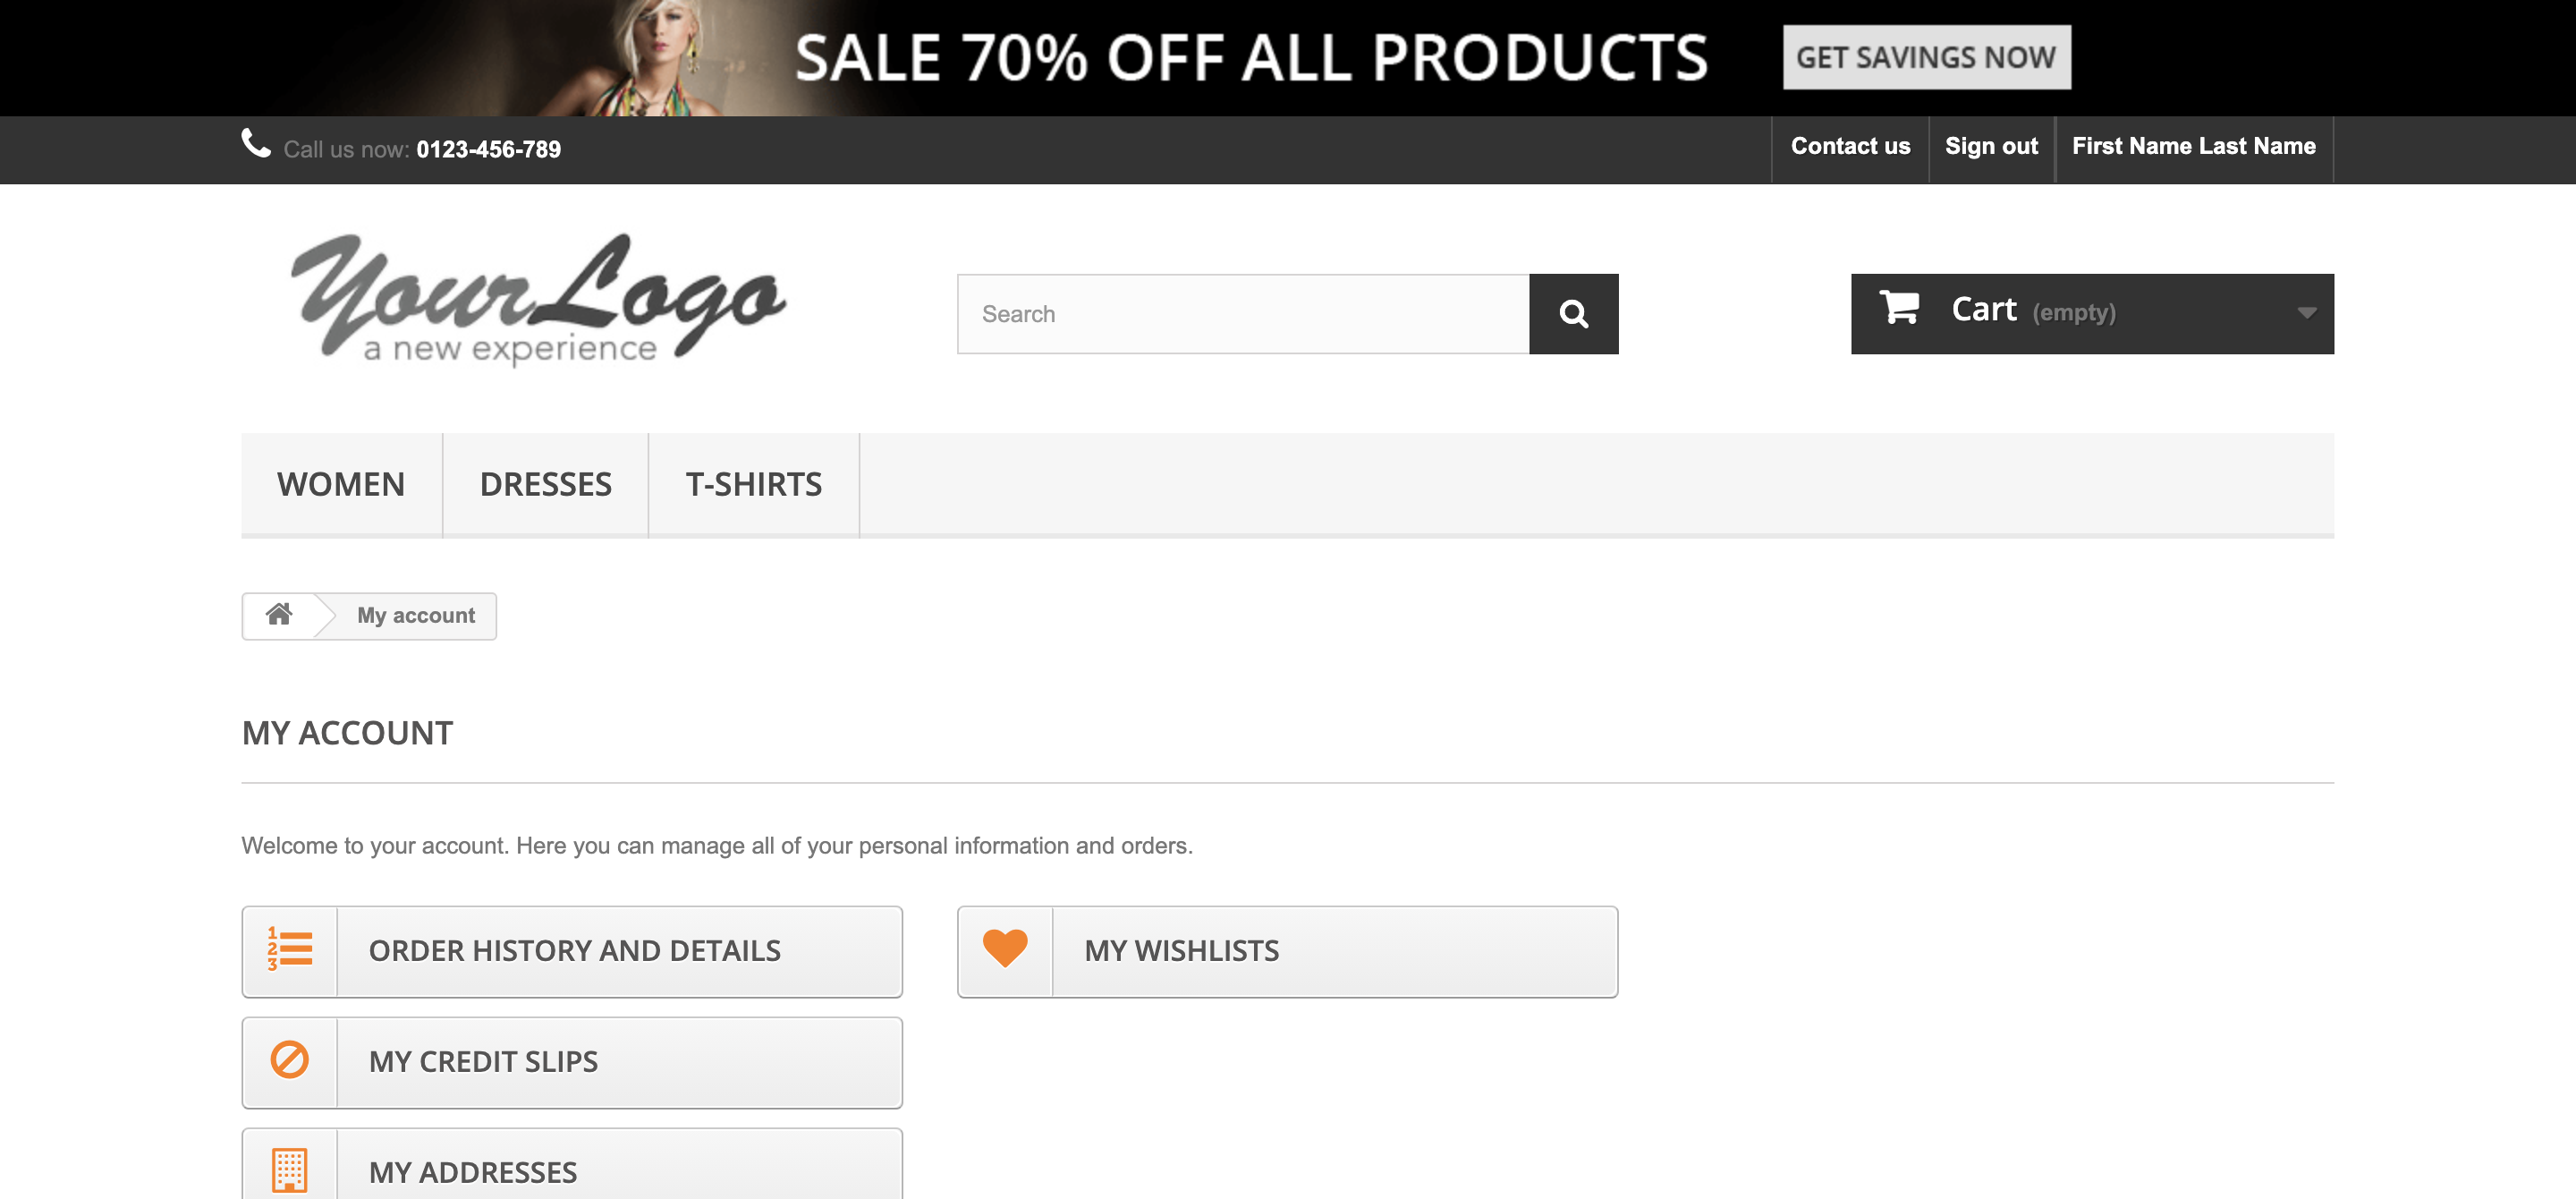 SALE 70% OFF ALL PRODUCTS GET SAVINGS NOW
Call us now: 0123-456-789 Contact us Sign out First Name Last Name
YourLogo
a new experience
Search
Cart (empty)
WOMEN DRESSES T-SHIRTS
My account
MY ACCOUNT
Welcome to your account. Here you can manage all of your personal information and orders.
1
2
3
ORDER HISTORY AND DETAILS MY WISHLISTS
MY CREDIT SLIPS
MY ADDRESSES